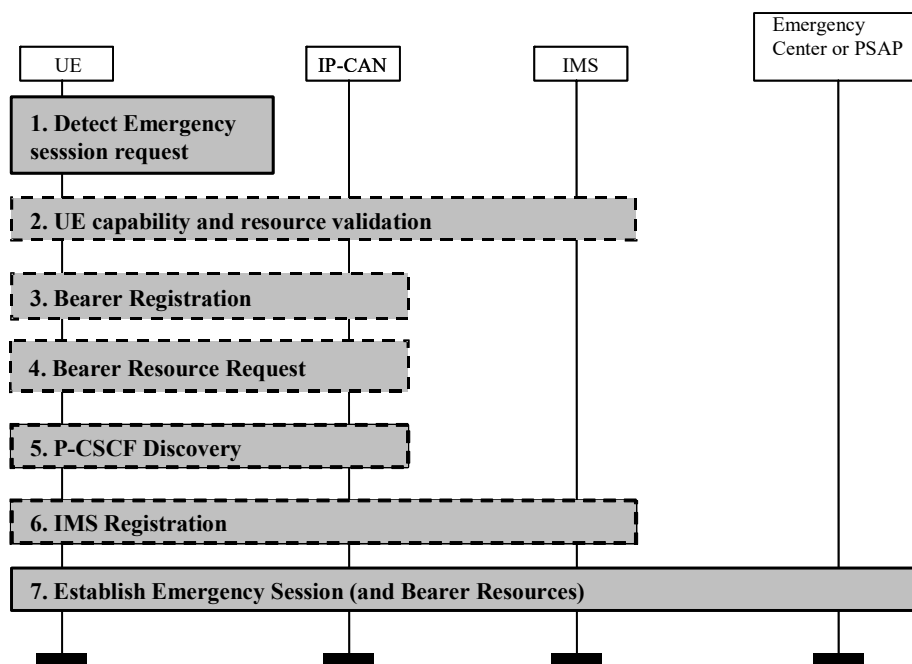 Emergency
Center or PSAP
UE
IP-CAN
IMS
1. Detect Emergency
sesssion request
2. UE capability and resource validation
3. Bearer Registration
4. Bearer Resource Request
5. P-CSCF Discovery
6. IMS Registration
7. Establish Emergency Session (and Bearer Resources)